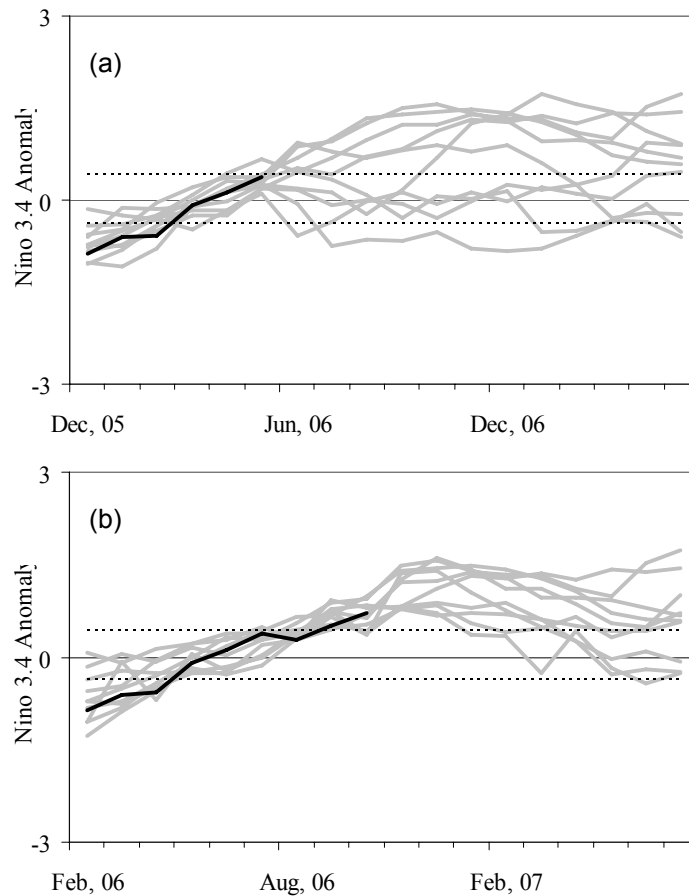 3
(a)
Nino 3.4 Anomaly
0
-3
Dec, 05 Jun, 06 Dec, 06
3
(b)
Nino 3.4 Anomaly
0
-3
Feb, 06 Aug, 06 Feb, 07